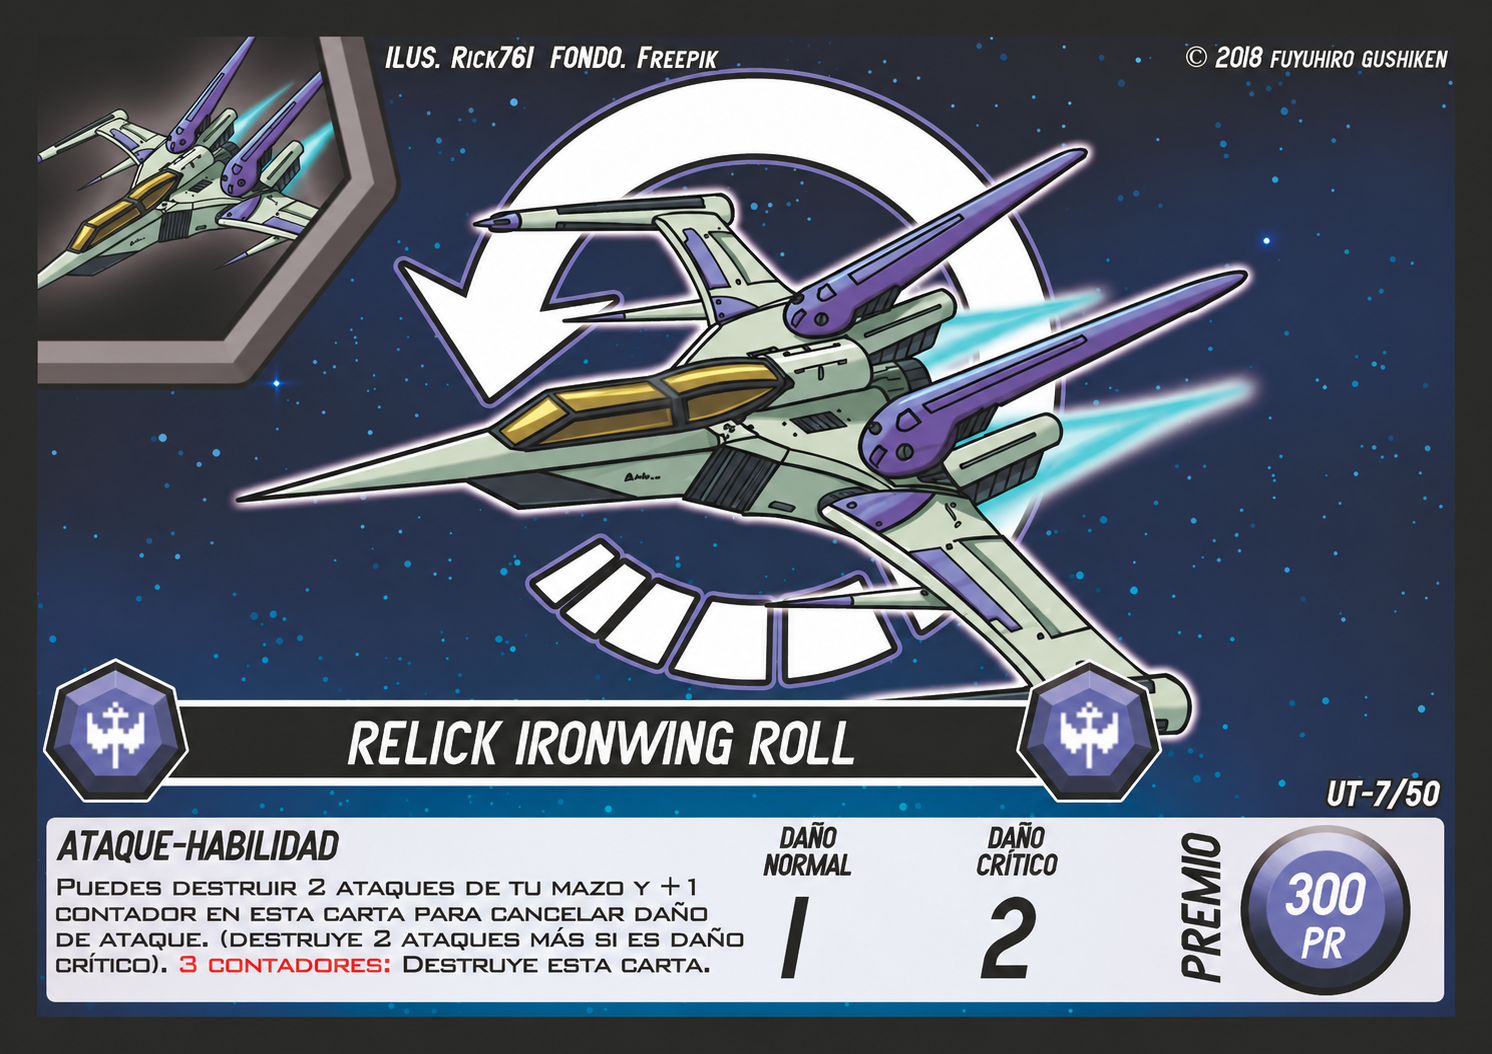 ILUS. Rick761 FONDO. Freepik
© 2018 FUYUHIRO GUSHIKEN
RELICK IRONWING ROLL
UT-7/50
ATAQUE-HABILIDAD
Puedes destruir 2 ataques de tu mazo y +1
contador en esta carta para cancelar daño
de ataque. (destruye 2 ataques más si es daño
crítico). 3 contadores: Destruye esta carta.
DAÑO
NORMAL
1
DAÑO
CRÍTICO
2
PREMIO
300
PR